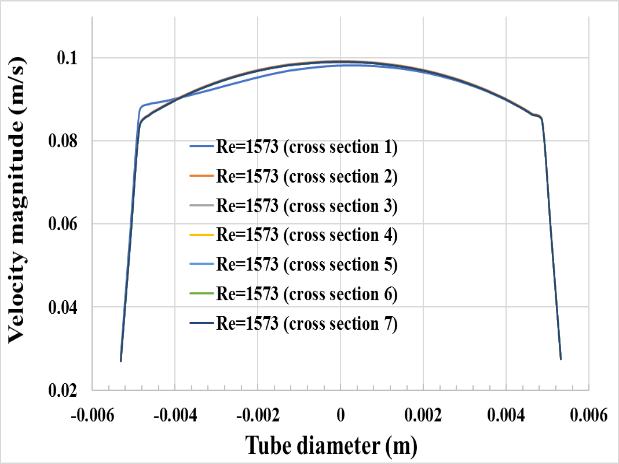 Velocity magnitude (m/s)
0.1
0.08
0.06
0.04
0.02
Re=1573 (cross section 1)
Re=1573 (cross section 2)
Re=1573 (cross section 3)
Re=1573 (cross section 4)
Re=1573 (cross section 5)
Re=1573 (cross section 6)
Re=1573 (cross section 7)
-0.006 -0.004 -0.002 0 0.002 0.004 0.006
Tube diameter (m)